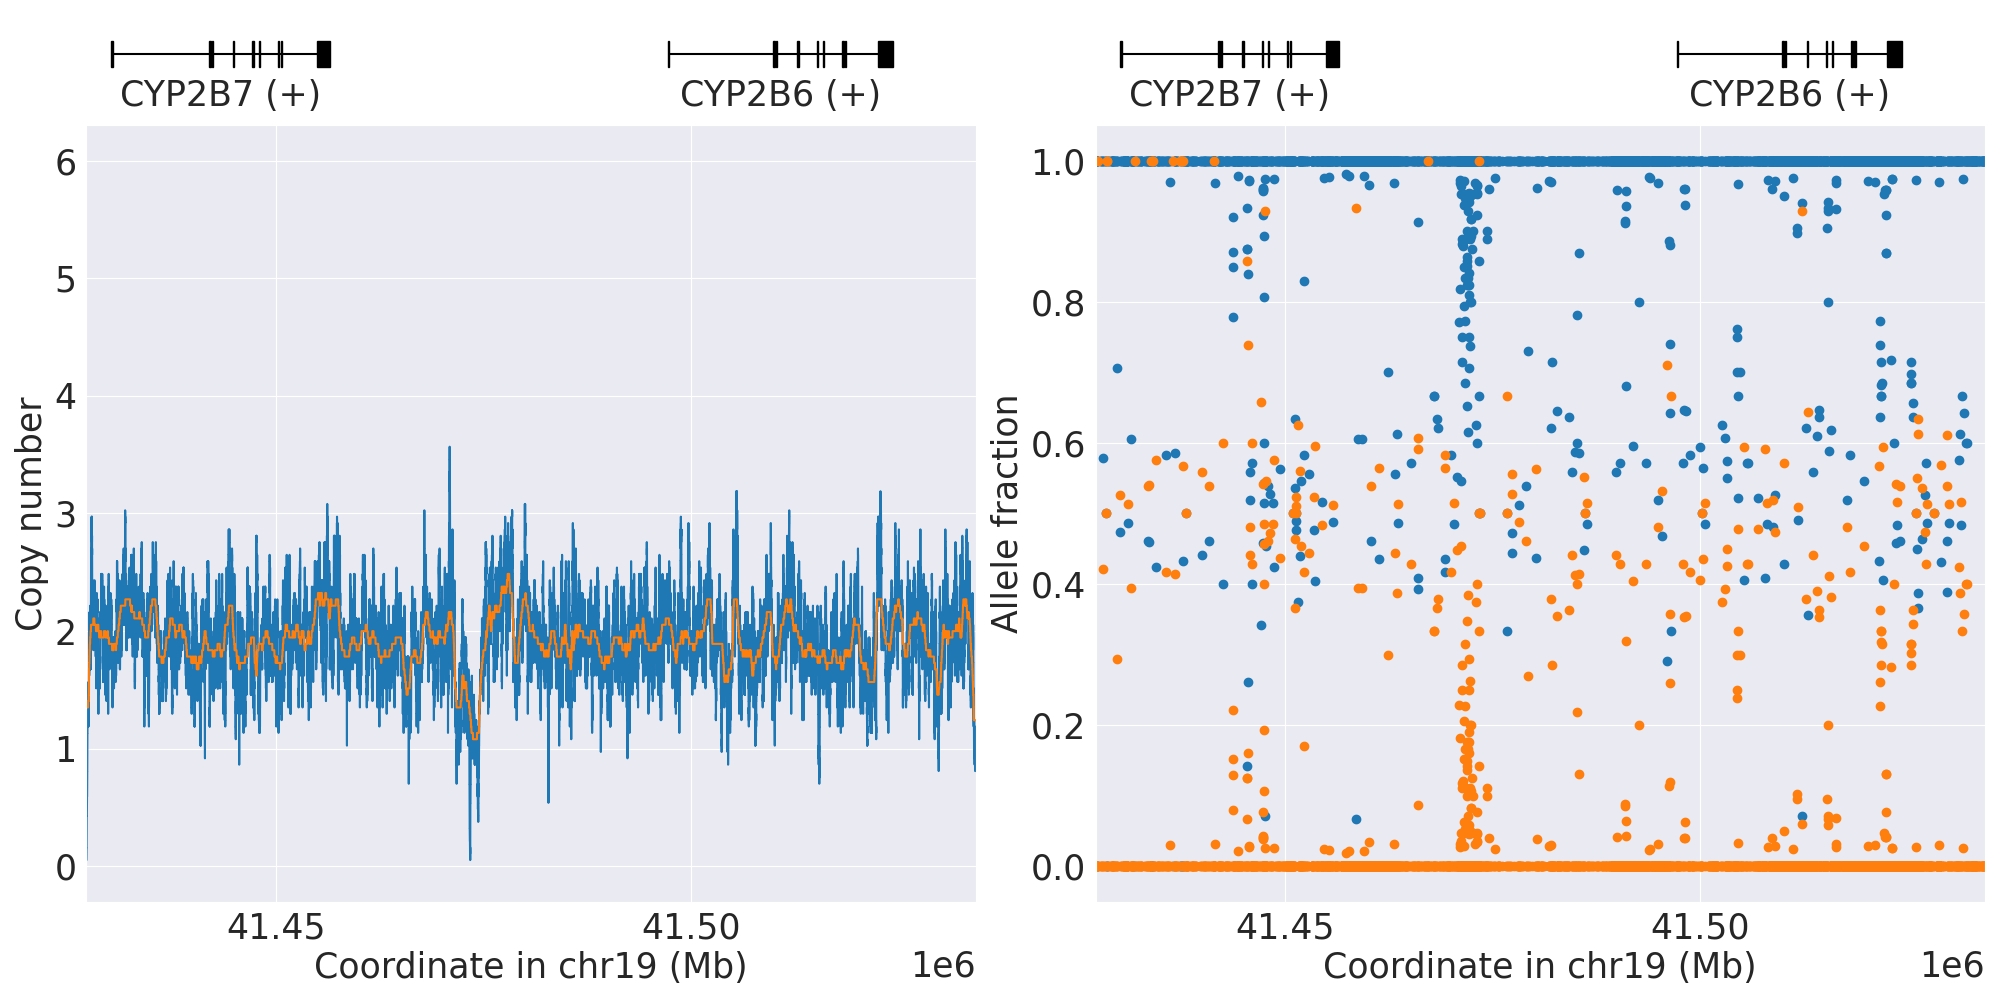 CYP2B7 (+) CYP2B6 (+)
6
5
4
3
2
1
0
Copy number
41.45 41.50
Coordinate in chr19 (Mb) 1e6
CYP2B7 (+) CYP2B6 (+)
1.0
0.8
0.6
0.4
0.2
0.0
Allele fraction
41.45 41.50
Coordinate in chr19 (Mb) 1e6